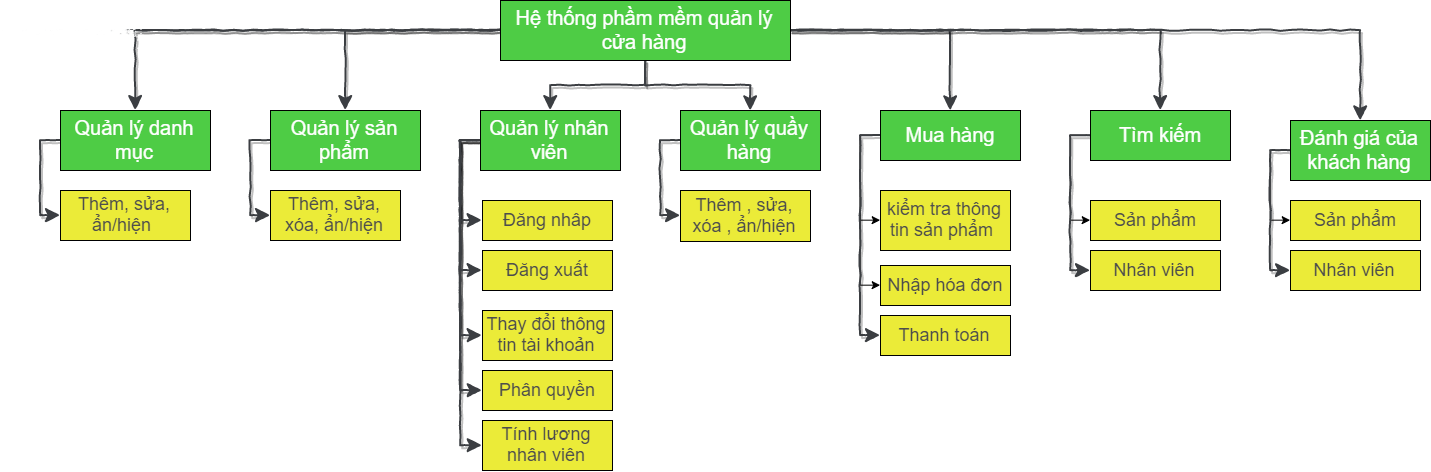 Hệ thống phầm mềm quản lý
cửa hàng
Quản lý danh
mục
Thêm, sửa,
ẩn/hiện
Quản lý sản
phẩm
Thêm, sửa,
xóa, ẩn/hiện
Quản lý nhân
viên
Đăng nhâp
Đăng xuất
Thay đổi thông
tin tài khoản
Phân quyền
Tính lương
nhân viên
Quản lý quầy
hàng
Thêm , sửa,
xóa , ẩn/hiện
Mua hàng
kiểm tra thông
tin sản phẩm
Nhập hóa đơn
Thanh toán
Tìm kiếm
Sản phẩm
Nhân viên
Đánh giá của
khách hàng
Sản phẩm
Nhân viên